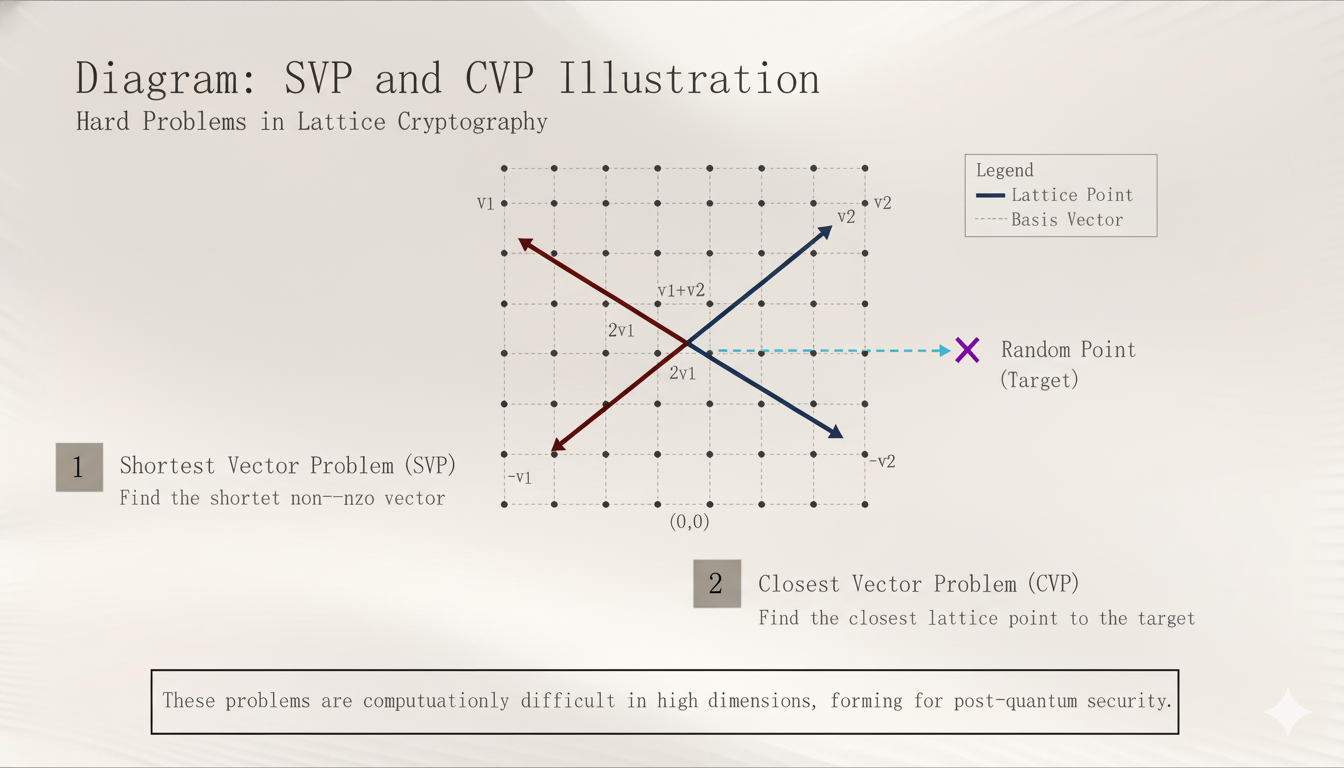 Diagram: SVP and CVP Illustration
Hard Problems in Lattice Cryptography
Legend
Lattice Point
Basis Vector
v1
v2
v2
v1+v2
2v1
2v1
Random Point
(Target)
-v1
-v2
(0,0)
1
Shortest Vector Problem (SVP)
Find the shortet non--nzo vector
2
Closest Vector Problem (CVP)
Find the closest lattice point to the target
These problems are computuationly difficult in high dimensions, forming for post-quantum security.